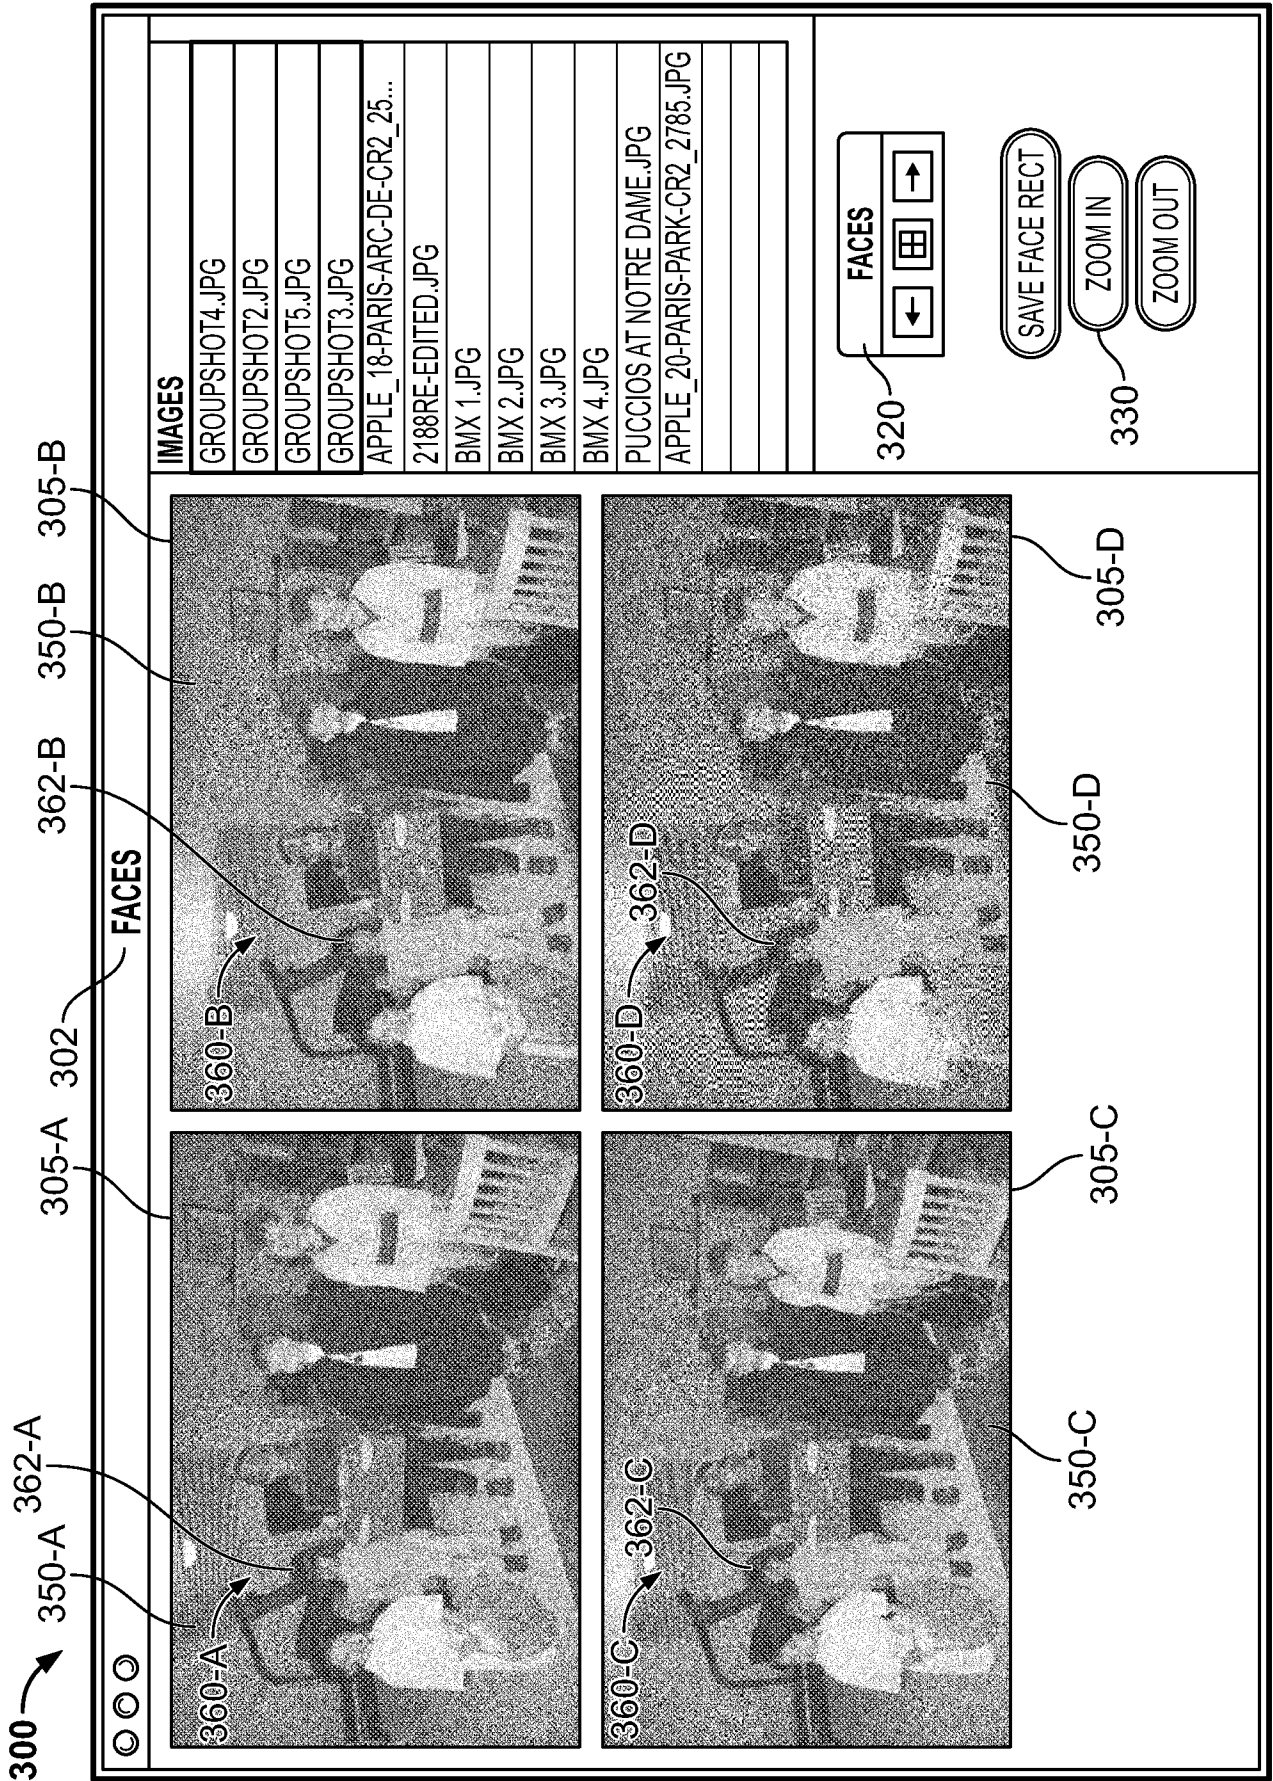 300
350-A
362-A
305-A
302
FACES
362-B
350-B
305-B
360-A
360-B
360-C
362-C
360-D
362-D
350-C
305-C
350-D
305-D
IMAGES
GROUPSHOT4.JPG
GROUPSHOT2.JPG
GROUPSHOT5.JPG
GROUPSHOT3.JPG
APPLE_18-PARIS-ARC-DE-CR2_25...
2188RE-EDITED.JPG
BMX 1.JPG
BMX 2.JPG
BMX 3.JPG
BMX 4.JPG
PUCCIOS AT NOTRE DAME.JPG
APPLE_20-PARIS-PARK-CR2_2785.JPG
320
FACES
← →
SAVE FACE RECT
330
ZOOM IN
ZOOM OUT